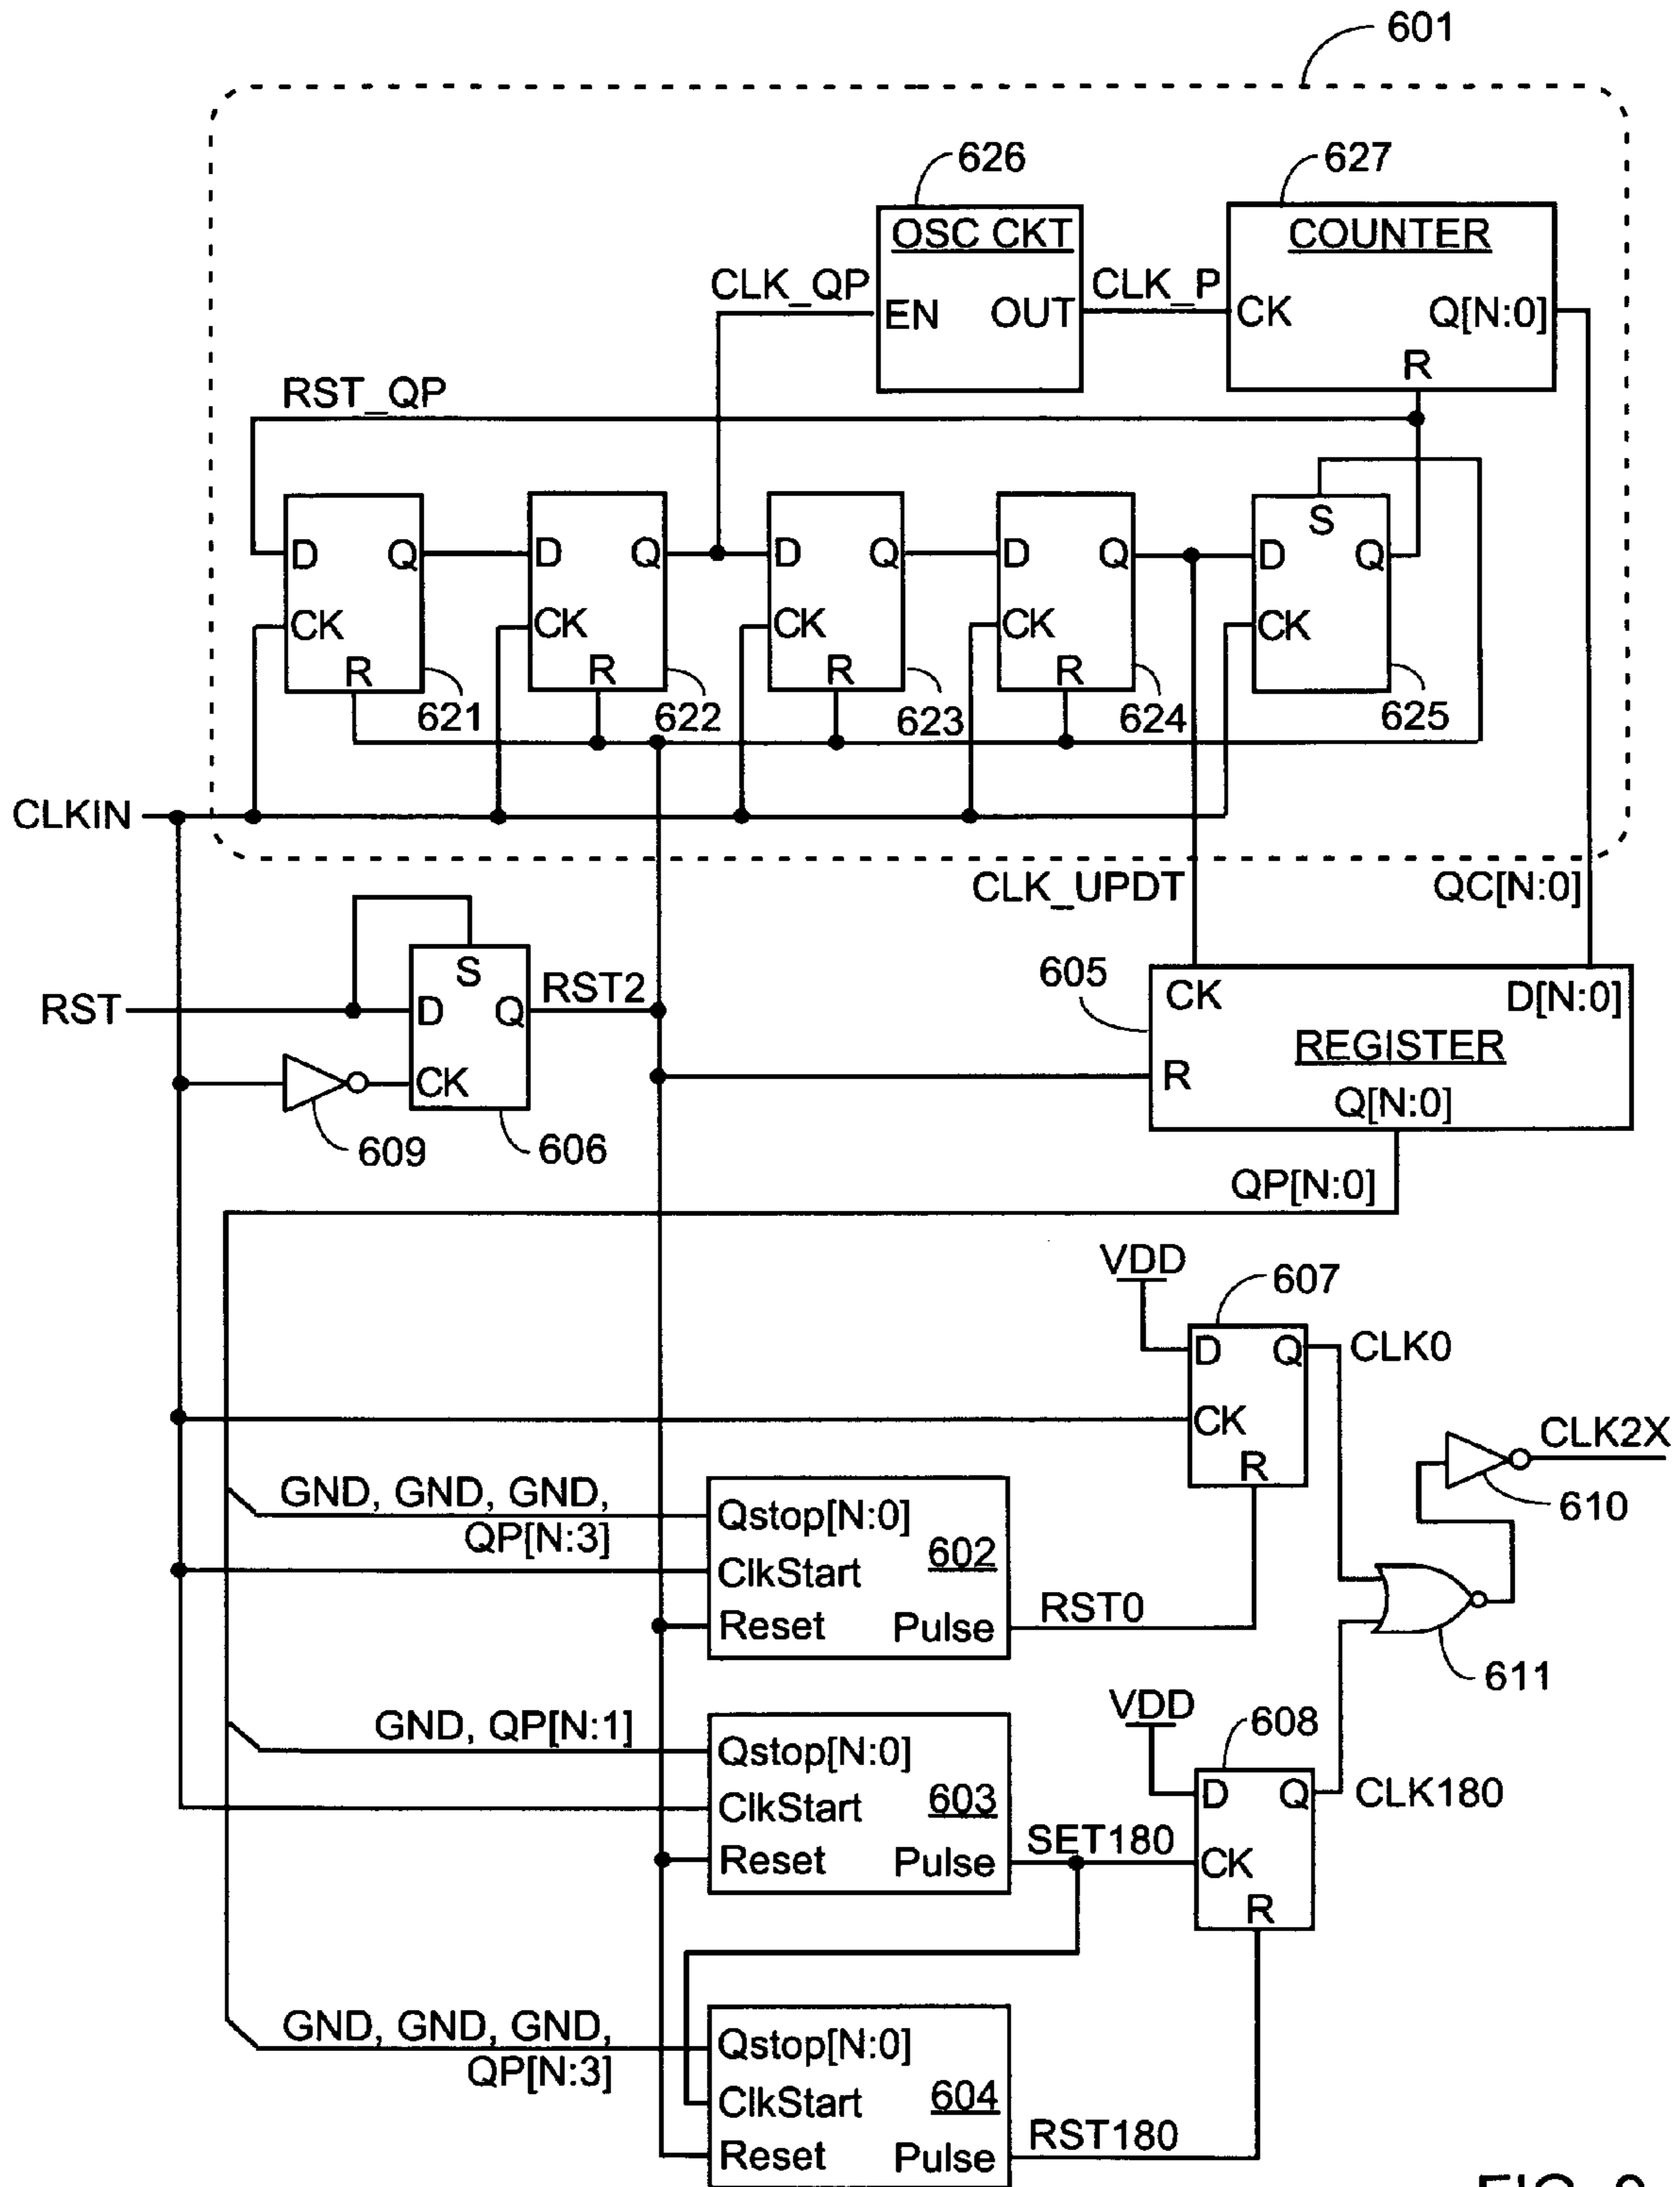 601
626
627
OSC CKT
COUNTER
CLK_QP
EN
OUT
CLK_P
CK
Q[N:0]
R
RST_QP
D
Q
CK
R
621
D
Q
CK
R
622
D
Q
CK
R
623
D
Q
CK
R
624
S
D
Q
CK
625
CLKIN
CLK_UPDT
QC[N:0]
RST
S
D
Q
CK
RST2
609
606
605
CK
D[N:0]
REGISTER
R
Q[N:0]
QP[N:0]
VDD
607
D
Q
CK
R
CLK0
CLK2X
610
GND, GND, GND,
QP[N:3]
Qstop[N:0]
602
ClkStart
Reset
Pulse
RST0
611
VDD
608
GND, QP[N:1]
Qstop[N:0]
603
ClkStart
Reset
Pulse
SET180
D
Q
CK
R
CLK180
GND, GND, GND,
QP[N:3]
Qstop[N:0]
604
ClkStart
Reset
Pulse
RST180